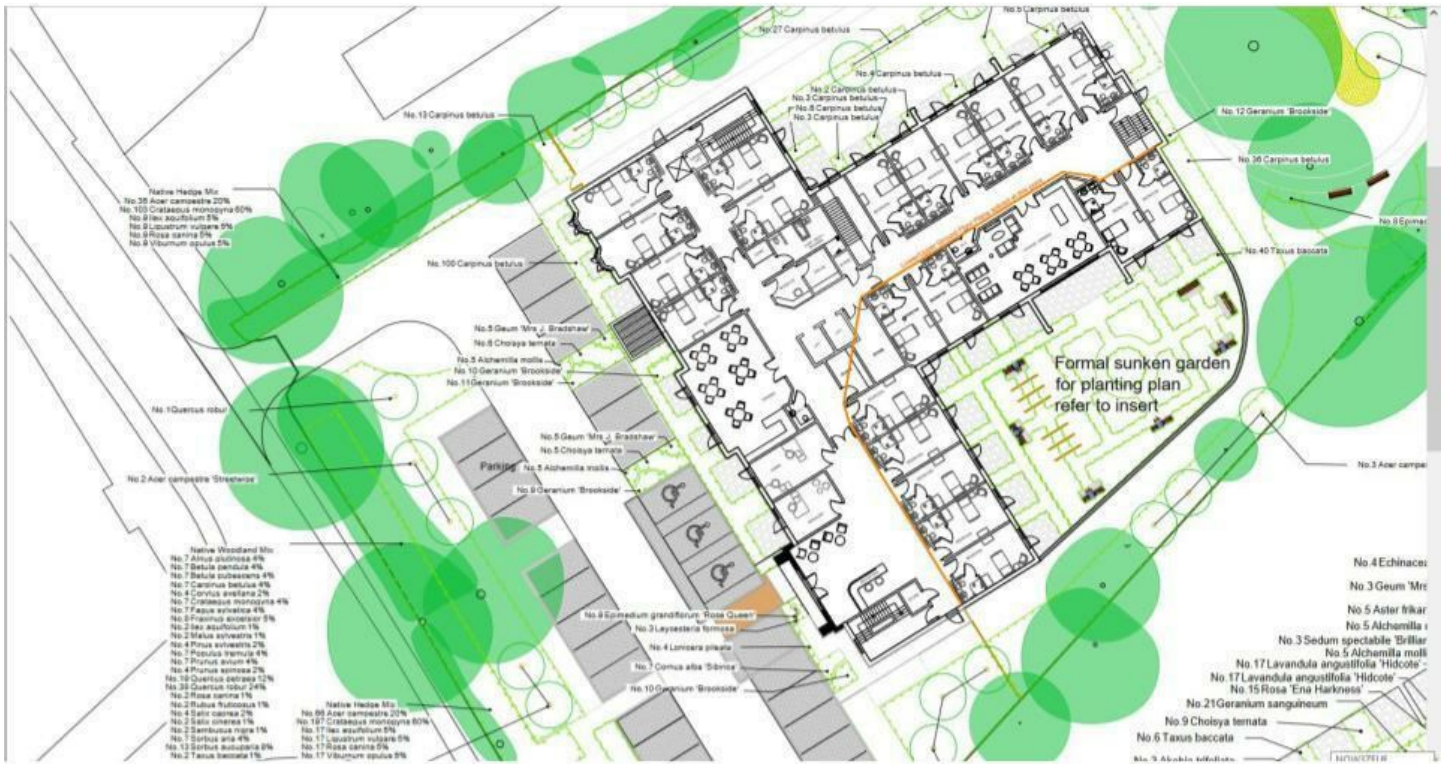 No.5 Carpinus betulus
No.27 Carpinus betulus
No.4 Carpinus betulus
No.2 Carpinus betulus
No.3 Carpinus betulus
No.8 Carpinus betulus
No.3 Carpinus betulus
No.13 Carpinus betulus
No.12 Geranium 'Brookside'
No.36 Carpinus betulus
Native Hedge Mix
No.35 Acer campestre 20%
No.103 Crataegus monogyna 60%
No.9 Ilex aquifolium 5%
No.9 Ligustrum vulgare 5%
No.9 Rosa canina 5%
No.9 Viburnum opulus 5%
No.40 Taxus baccata
No.100 Carpinus betulus
No.5 Geum 'Mrs J. Bradshaw'
No.6 Choisya ternata
No.5 Alchemilla mollis
No.10 Geranium 'Brookside'
No.11 Geranium 'Brookside'
Formal sunken garden
for planting plan
refer to insert
No.1 Quercus robur
No.5 Geum 'Mrs J. Bradshaw'
No.5 Choisya ternata
Parking
No.5 Alchemilla mollis
No.9 Geranium 'Brookside'
No.2 Acer campestre 'Streetwise'
No.3 Acer campe
Native Woodland Mix
No.7 Alnus glutinosa 4%
No.7 Betula pendula 4%
No.7 Betula pubescens 4%
No.7 Carpinus betulus 4%
No.4 Corylus avellana 2%
No.7 Crataegus monogyna 4%
No.7 Fagus sylvatica 4%
No.8 Fraxinus excelsior 5%
No.2 Ilex aquifolium 1%
No.2 Malus sylvestris 1%
No.4 Pinus sylvestris 2%
No.7 Populus tremula 4%
No.7 Prunus avium 4%
No.4 Prunus spinosa 2%
No.19 Quercus petraea 12%
No.39 Quercus robur 24%
No.2 Rosa canina 1%
No.2 Rubus fruticosus 1%
No.4 Salix caprea 2%
No.2 Salix cinerea 1%
No.2 Sambucus nigra 1%
No.7 Sorbus aria 4%
No.13 Sorbus aucuparia 8%
No.2 Taxus baccata 1%
Native Hedge Mix
No.66 Acer campestre 20%
No.197 Crataegus monogyna 60%
No.17 Ilex aquifolium 5%
No.17 Ligustrum vulgare 5%
No.17 Rosa canina 5%
No.17 Viburnum opulus 5%
No.8 Epimedium grandiflorum 'Rose Queen'
No.3 Leycesteria formosa
No.4 Lonicera pileata
No.7 Cornus alba 'Sibirica'
No.10 Geranium 'Brookside'
No.4 Echinacea
No.3 Geum 'Mrs
No.5 Aster frikar
No.5 Alchemilla
No.3 Sedum spectabile 'Brilliar
No.5 Alchemilla molli
No.17 Lavandula angustifolia 'Hidcote'
No.17 Lavandula angustifolia 'Hidcote'
No.15 Rosa 'Ena Harkness'
No.21 Geranium sanguineum
No.9 Choisya ternata
No.6 Taxus baccata